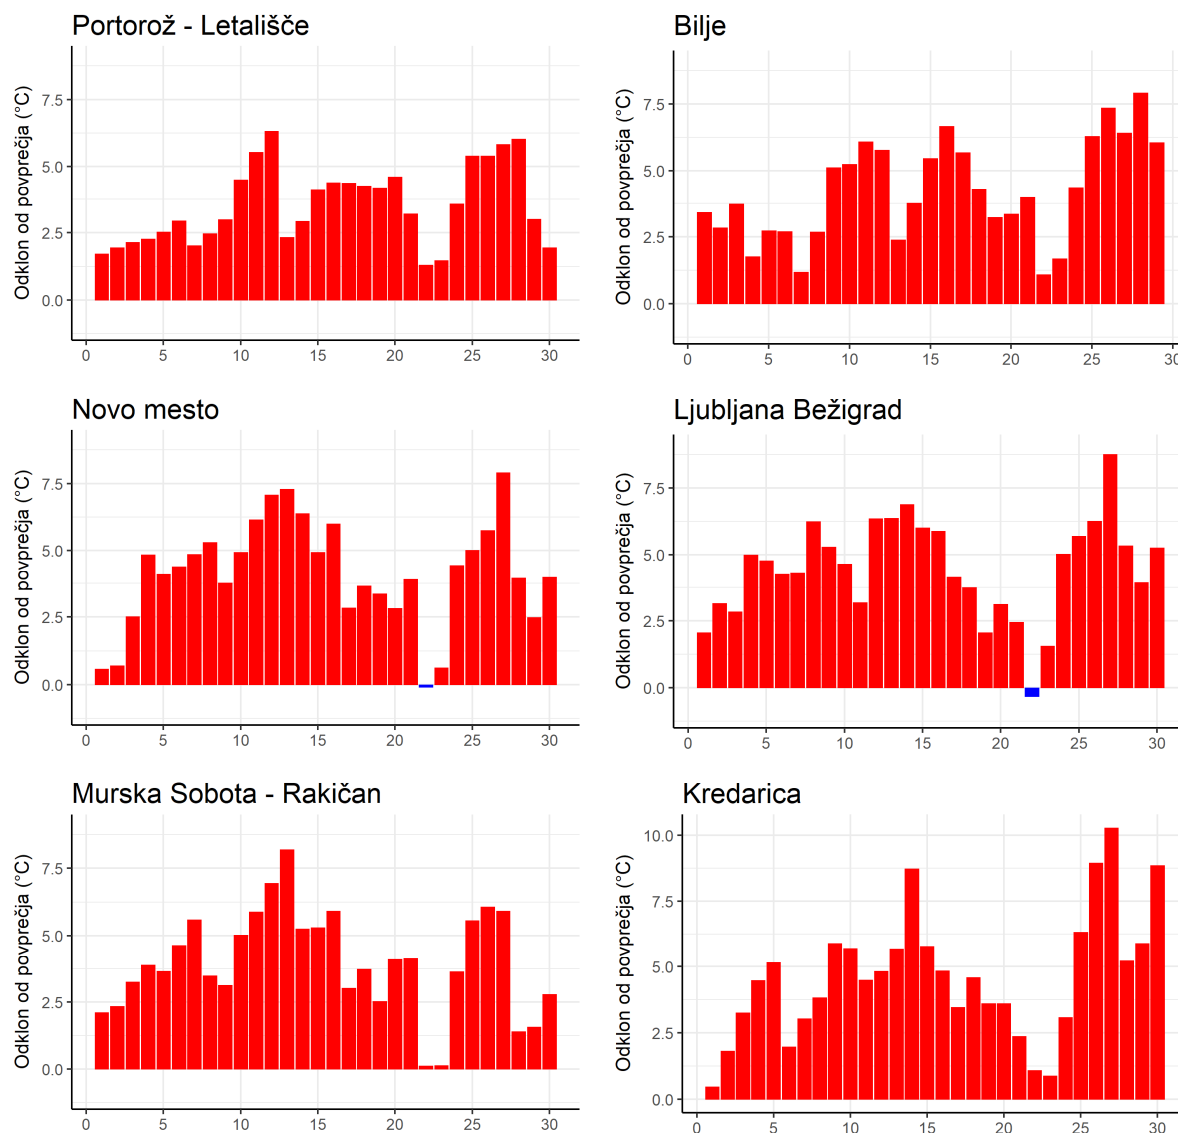 Portorož - Letališče
Odklon od povprečja (°C)
7.5
5.0
2.5
0.0
0 5 10 15 20 25 30
Bilje
Odklon od povprečja (°C)
7.5
5.0
2.5
0.0
0 5 10 15 20 25 30
Novo mesto
Odklon od povprečja (°C)
7.5
5.0
2.5
0.0
0 5 10 15 20 25 30
Ljubljana Bežigrad
Odklon od povprečja (°C)
7.5
5.0
2.5
0.0
0 5 10 15 20 25 30
Murska Sobota - Rakičan
Odklon od povprečja (°C)
7.5
5.0
2.5
0.0
0 5 10 15 20 25 30
Kredarica
Odklon od povprečja (°C)
10.0
7.5
5.0
2.5
0.0
0 5 10 15 20 25 30